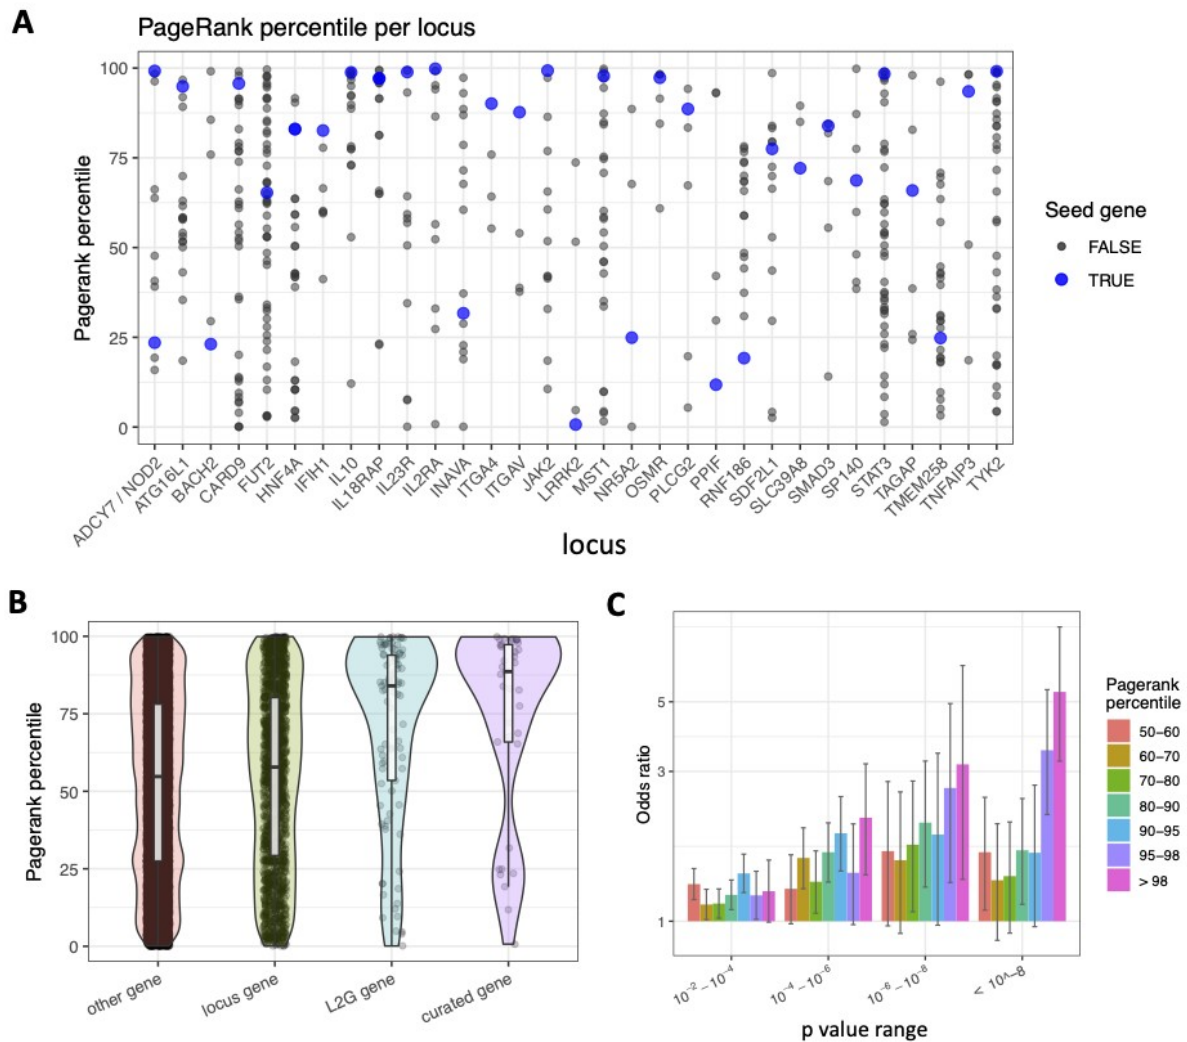 A
PageRank percentile per locus
Pagerank percentile
100
75
50
25
0
ADCY7 / NOD2
ATG16L1
BACH2
CARD9
FUT2
HNF4A
IFIH1
IL10
IL18RAP
IL23R
IL2RA
INAVA
ITGA4
ITGAV
JAK2
LRRK2
MST1
NR5A2
OSMR
PLCG2
PPIF
RNF186
SDF2L1
SLC39A8
SMAD3
SP140
STAT3
TAGAP
TMEM258
TNFAIP3
TYK2
locus
Seed gene
FALSE
TRUE
B
Pagerank percentile
100
75
50
25
0
other gene
locus gene
L2G gene
curated gene
C
Odds ratio
5
3
1
10⁻²–10⁻⁴
10⁻⁴–10⁻⁶
10⁻⁶–10⁻⁸
< 10^–8
p value range
Pagerank
percentile
50–60
60–70
70–80
80–90
90–95
95–98
> 98